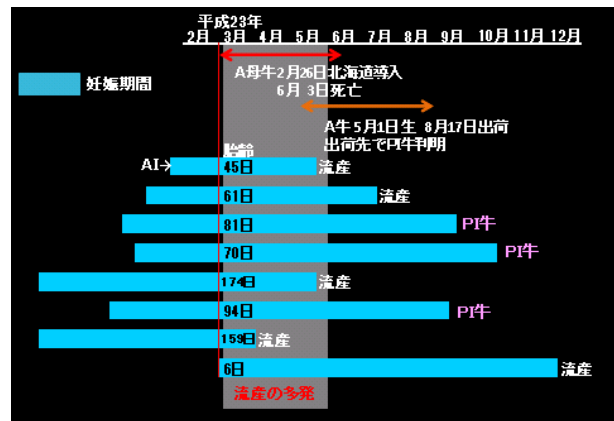 平成23年
2月 3月 4月 5月 6月 7月 8月 9月 10月 11月 12月
A母牛2月26日北海道導入
6月 3日死亡
妊娠期間
A牛5月1日生 8月17日出荷
出荷先でPI牛判明
胎齢
AI→ 45日 流産
61日 流産
81日 PI牛
70日 PI牛
174日 流産
94日 PI牛
159日 流産
6日 流産
流産の多発